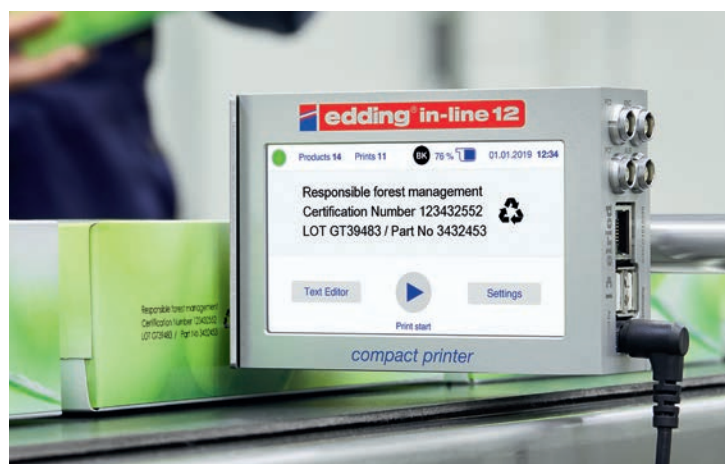 edding® in-line 12
Products 14 Prints 11 BK 76 % 01.01.2019 12:34
Responsible forest management
Certification Number 123432552
LOT GT39483 / Part No 3432453
Text Editor
Settings
Print start
compact printer
Responsible forest management
Certification Number 123432552
LOT GT39483 / Part No 3432453